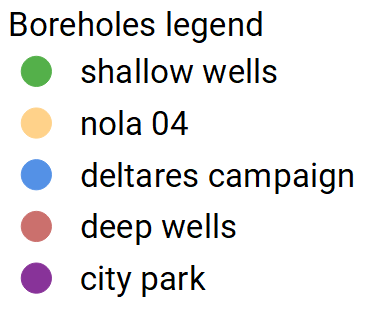 Boreholes legend
shallow wells
nola 04
deltares campaign
deep wells
city park